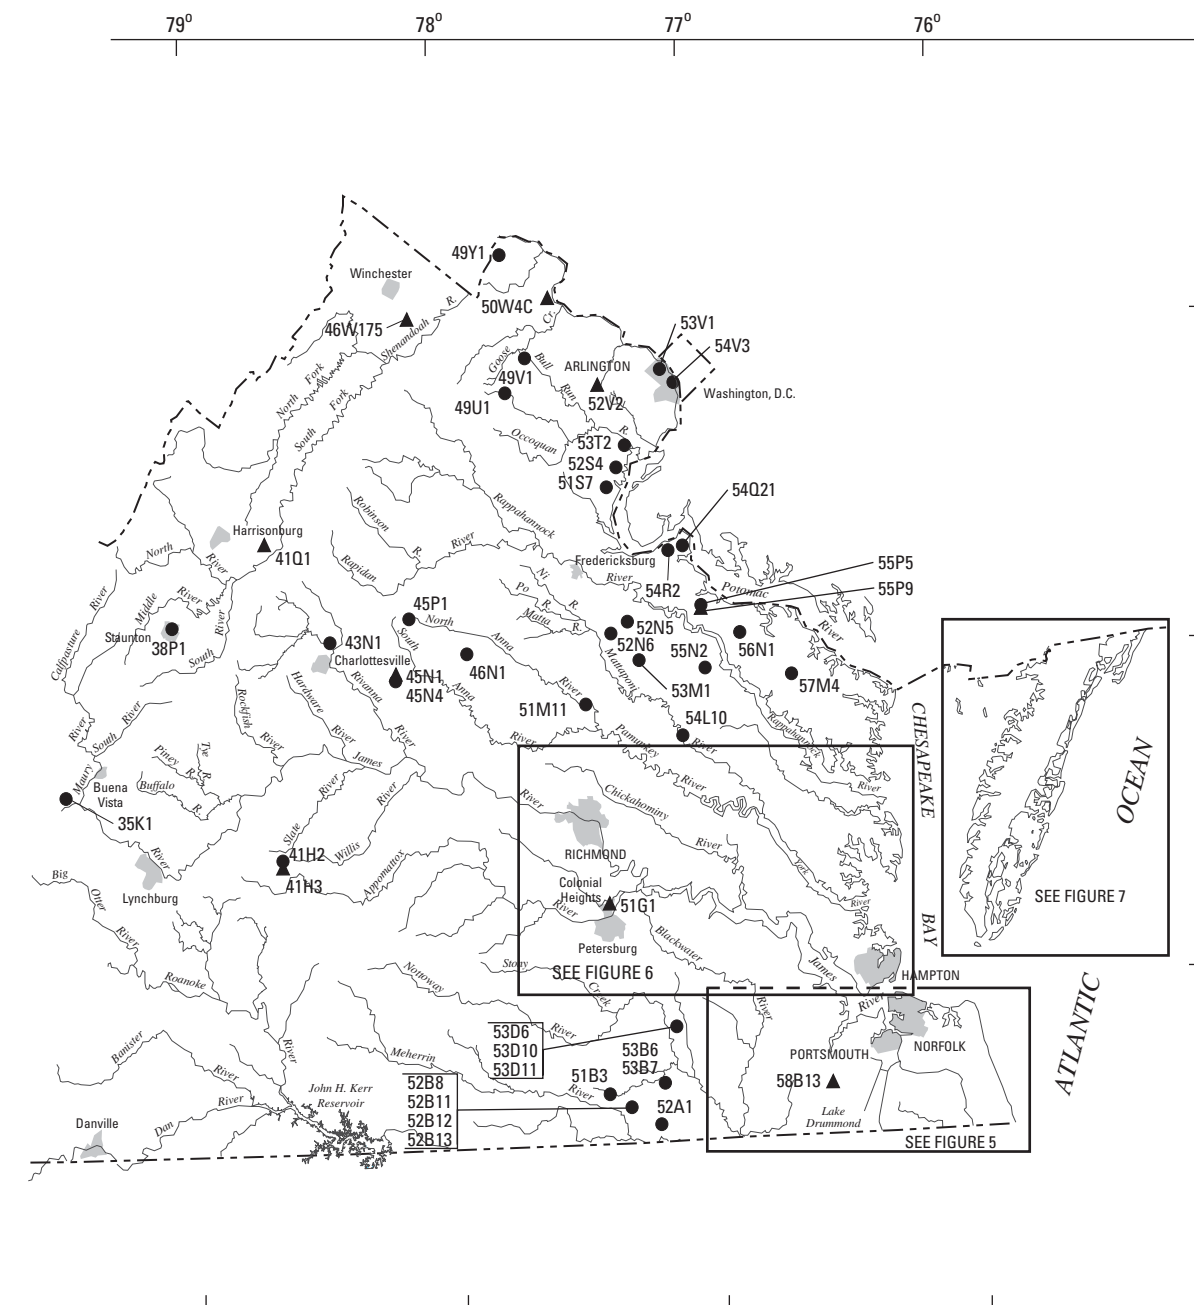 79° 78° 77° 76°
49Y1
Winchester
50W4C
46W175
Shenandoah R.
53V1
54V3
Goose Cr.
Bull Run
ARLINGTON
49V1
Washington, D.C.
49U1
52V2
North Fork
South Fork
Occoquan R.
53T2
52S4
51S7
54Q21
Robinson R.
Rappahannock River
Harrisonburg
41Q1
North River
Rapidan
Fredericksburg
River
54R2
55P5
55P9
Potomac River
Calfpasture River
Middle River
Staunton
38P1
South River
45P1
43N1
Charlottesville
45N1
45N4
North Anna River
South Anna River
46N1
Ni R.
Po R.
Matta R.
52N5
52N6
Mattaponi River
53M1
55N2
56N1
57M4
51M11
54L10
Rappahannock River
Rivanna River
Hardware River
Rockfish River
South River
Maury River
Buena Vista
35K1
Piney R.
Tye R.
Buffalo R.
James River
Slate River
Willis River
Pamunkey River
CHESAPEAKE BAY
ATLANTIC OCEAN
RICHMOND
Chickahominy River
York River
41H2
41H3
Appomattox River
Lynchburg
Big Otter River
Colonial Heights
51G1
Petersburg
Blackwater River
SEE FIGURE 7
SEE FIGURE 6
James River
HAMPTON
Roanoke River
Nottoway River
Stony Creek
53D6
53D10
53D11
53B6
53B7
PORTSMOUTH
NORFOLK
Banister River
Meherrin River
51B3
52B8
52B11
52B12
52B13
52A1
58B13
John H. Kerr Reservoir
Lake Drummond
Danville
Dan River
SEE FIGURE 5